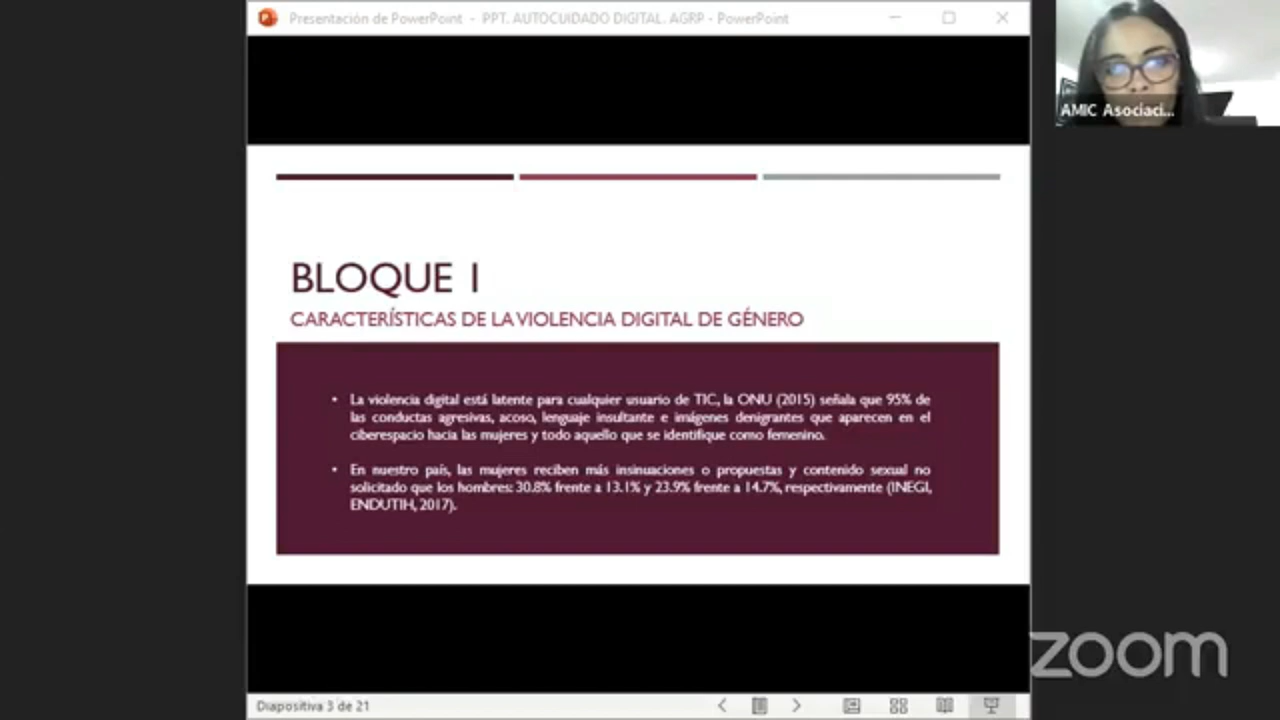 Presentación de PowerPoint - PPT. AUTOCUIDADO DIGITAL. AGRP - PowerPoint
AMIC Asociaci...
BLOQUE I
CARACTERÍSTICAS DE LA VIOLENCIA DIGITAL DE GÉNERO
• La violencia digital está latente para cualquier usuario de TIC, la ONU (2015) señala que 95% de
las conductas agresivas, acoso, lenguaje insultante e imágenes denigrantes que aparecen en el
ciberespacio hacia las mujeres y todo aquello que se identifique como femenino.
• En nuestro país, las mujeres reciben más insinuaciones o propuestas y contenido sexual no
solicitado que los hombres: 30.8% frente a 13.1% y 23.9% frente a 14.7%, respectivamente (INEGI,
ENDUTIH, 2017).
zoom
Diapositiva 3 de 21